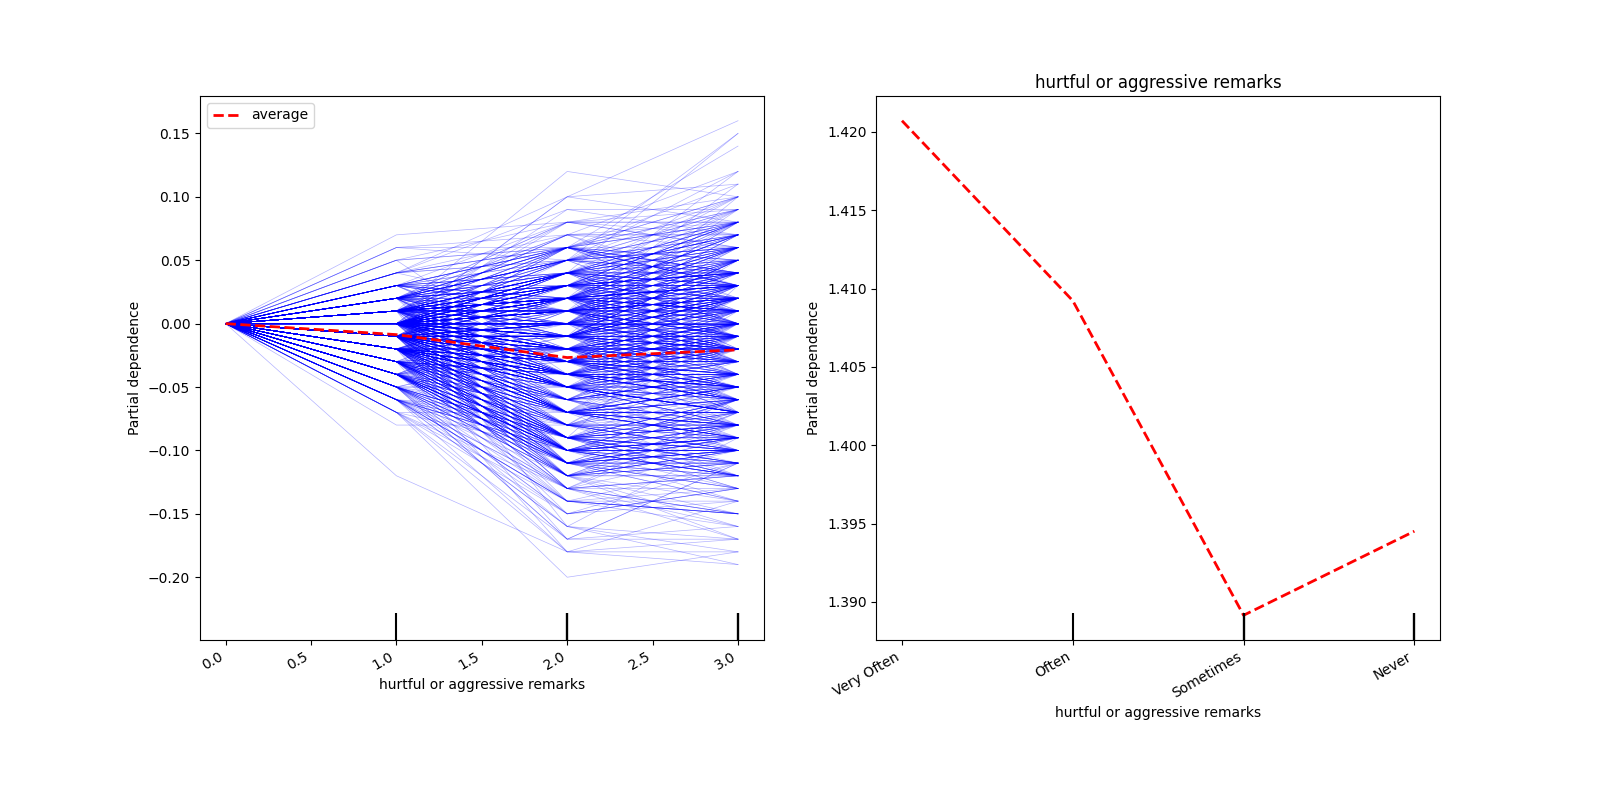 average
0.15
0.10
0.05
0.00
−0.05
−0.10
−0.15
−0.20
Partial dependence
0.0
0.5
1.0
1.5
2.0
2.5
3.0
hurtful or aggressive remarks
hurtful or aggressive remarks
1.420
1.415
1.410
1.405
1.400
1.395
1.390
Partial dependence
Very Often
Often
Sometimes
Never
hurtful or aggressive remarks